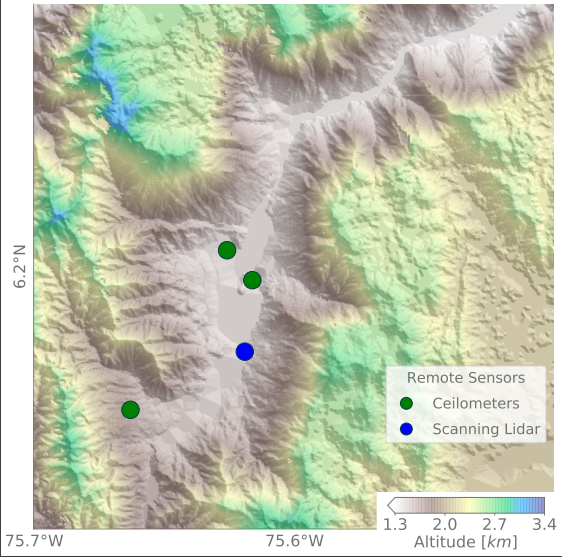 6.2°N
Remote Sensors
Ceilometers
Scanning Lidar
1.3 2.0 2.7 3.4
Altitude [km]
75.7°W 75.6°W